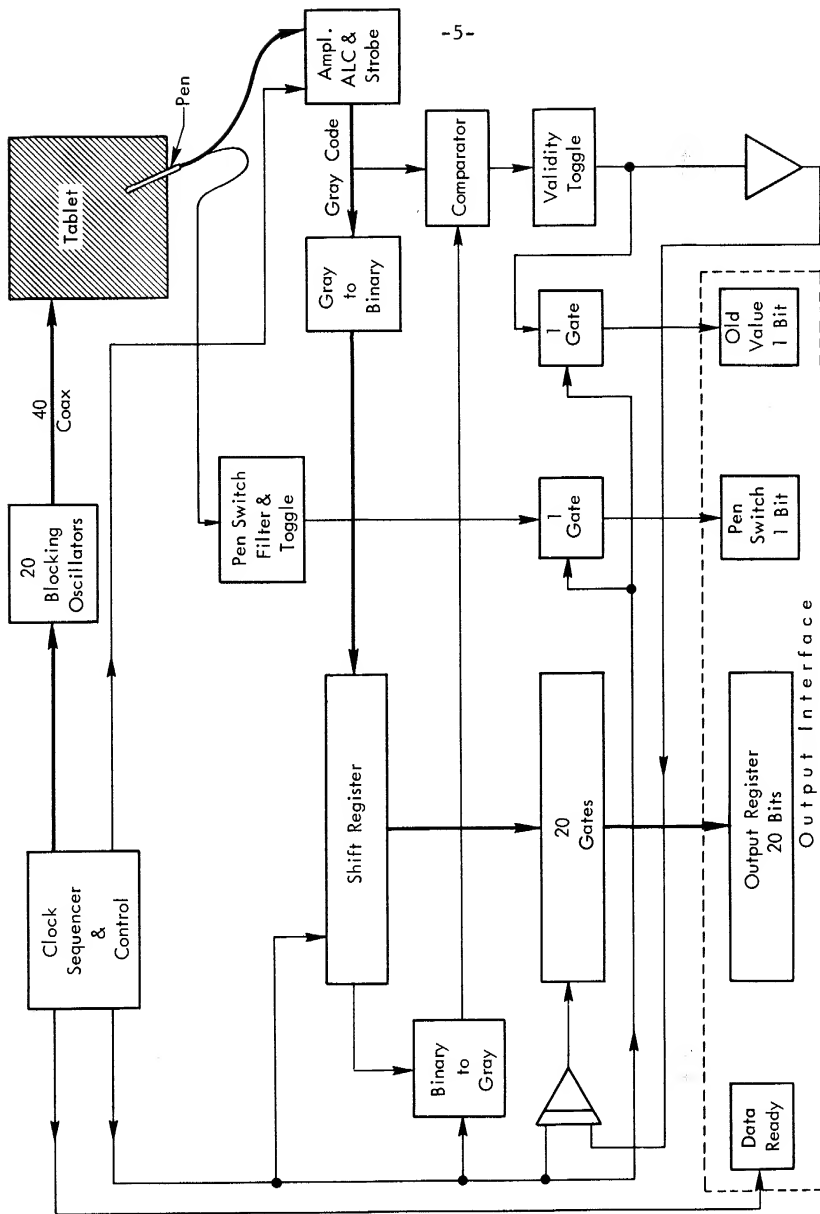 -5-
Clock
Sequencer
&
Control
20
Blocking
Oscillators
40
Coax
Tablet
Pen
Ampl.
ALC &
Strobe
Pen Switch
Filter &
Toggle
Gray Code
Gray
to
Binary
Shift Register
Binary
to
Gray
Comparator
Validity
Toggle
20
Gates
1
Gate
1
Gate
Data
Ready
Output Register
20 Bits
Pen
Switch
1 Bit
Old
Value
1 Bit
Output Interface